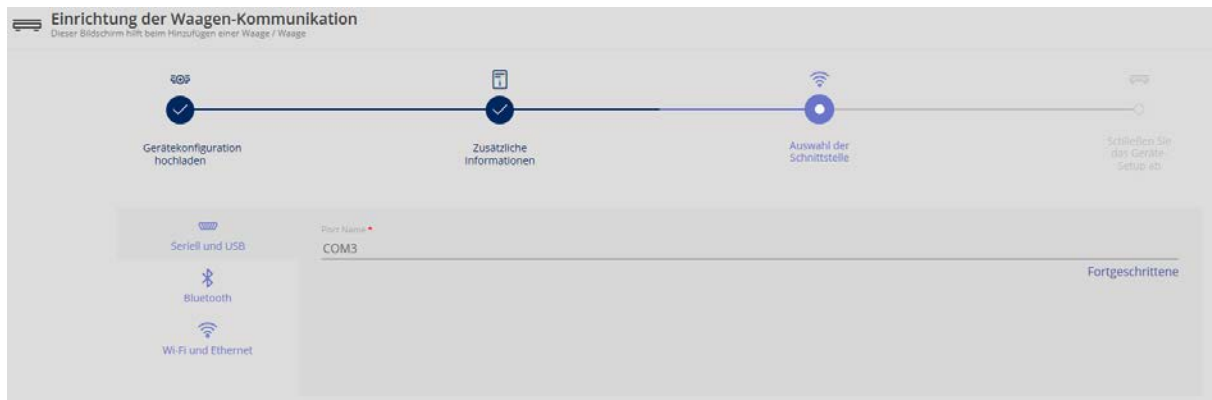 Einrichtung der Waagen-Kommunikation
Dieser Bildschirm hilft beim Hinzufügen einer Waage / Waage
Gerätekonfiguration
hochladen
Zusätzliche
Informationen
Auswahl der
Schnittstelle
Schließen Sie
das Geräte-
Setup ab
Seriell und USB
Port Name *
COM3
Fortgeschrittene
Bluetooth
Wi-Fi und Ethernet